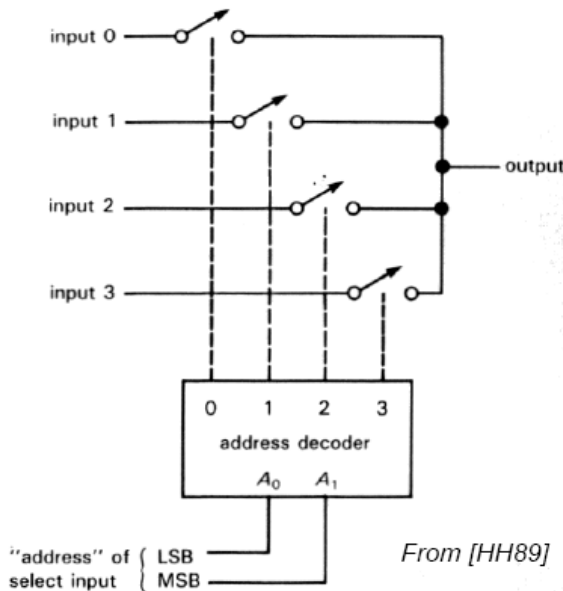 input 0
input 1
output
input 2
input 3
0 1 2 3
address decoder
A0 A1
"address" of { LSB
select input { MSB
From [HH89]